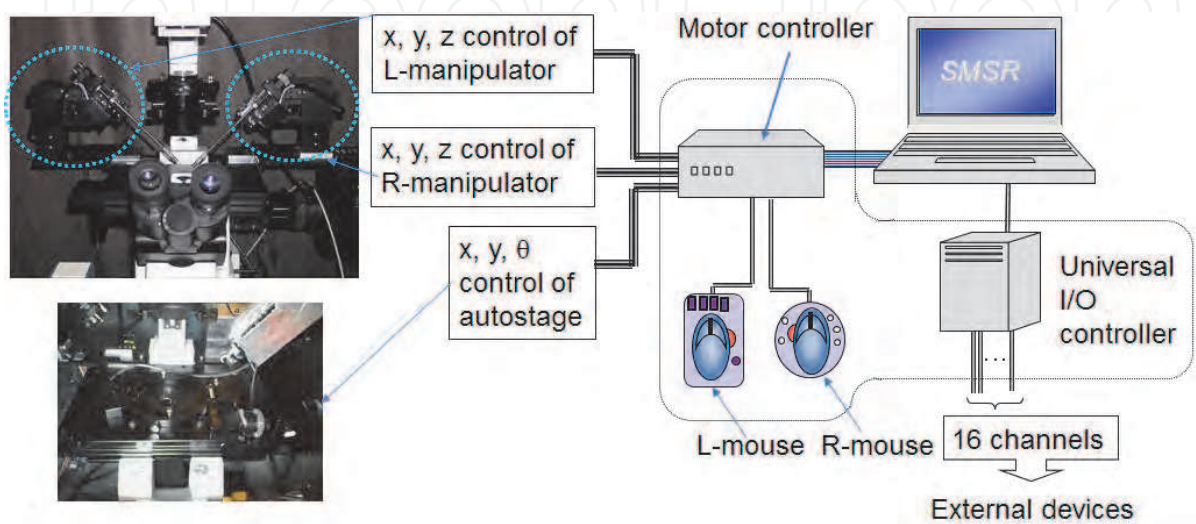 x, y, z control of
L-manipulator
x, y, z control of
R-manipulator
x, y, θ
control of
autostage
Motor controller
SMSR
Universal
I/O
controller
L-mouse
R-mouse
16 channels
External devices